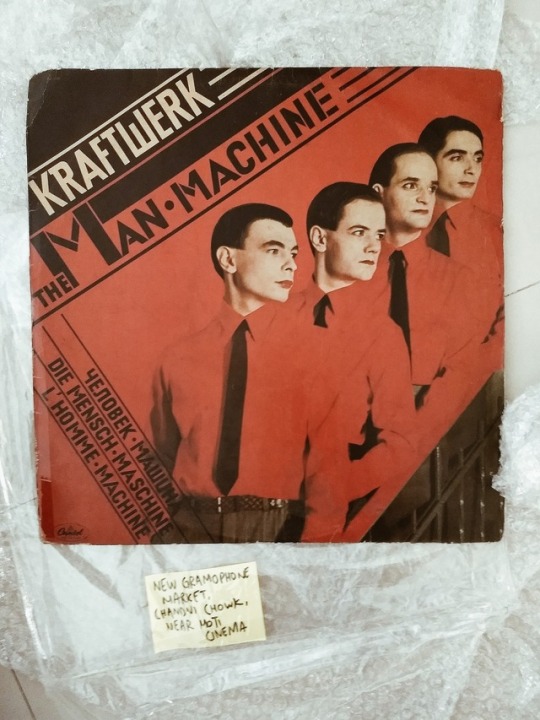 KRAFTWERK
THE MAN·MACHINE
ЧЕЛОВЕК·МАШИНА
DIE MENSCH·MASCHINE
L'HOMME·MACHINE
Capitol
NEW GRAMOPHONE
MARKET,
CHANDNI CHOWK,
NEAR MOTI
CINEMA